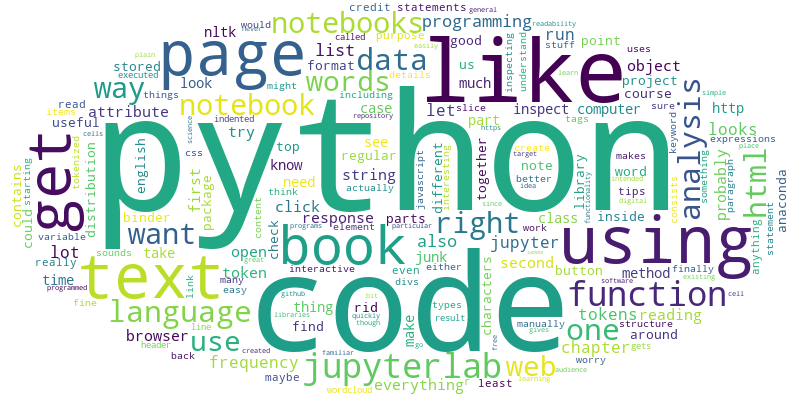 credit statements general
nltk would called purpose notebooks programming good run readability
never
plain stored list format data us stuff point uses
easily
executed page like inspecting understand object
things way look might words details much project
read attribute notebook including case let slice inspect computer course sure http
items indented try top see part tags keyword looks expressions
useful
cells science css english know regular different interesting together create target note makes word simple
tokenized contains starting could distribution python string javascript better idea library tips consists something place
get first package need actually intended digital probably paragraph html anaconda
repository https functionality analysis learn
binder content think click response parts right class inside anything statement
variable want check element particular work since
lot take open programs book also jupyter using
really sounds token interactive junk second button method finally existing
time many link even either characters software cell
programmed text easy github divs code manually function
fine bit types thing rid tokens reading
language libraries quickly result though find make go seems free gives one structure around
line
browser use created familiar web chapter gets
header back frequency great jupyterlab worry
maybe everything r least learning audience
wordcloud